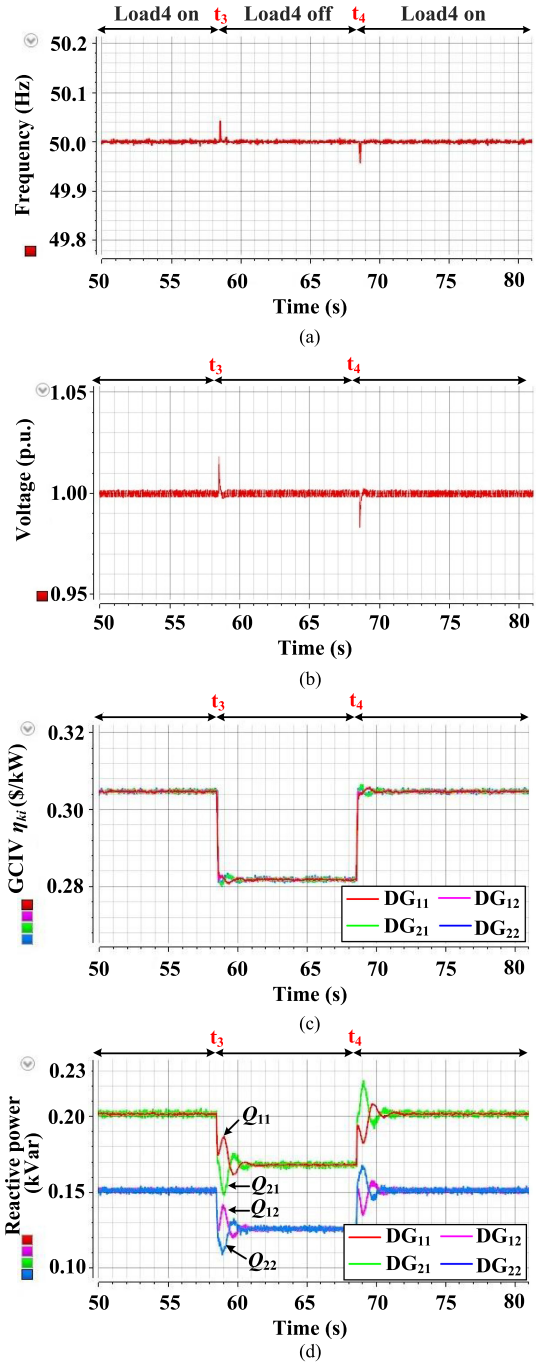 Load4 on t3 Load4 off t4 Load4 on
50.2
50.1
50.0
49.9
49.8
Frequency (Hz)
50 55 60 65 70 75 80
Time (s)
(a)
t3 t4
1.05
1.00
0.95
Voltage (p.u.)
50 55 60 65 70 75 80
Time (s)
(b)
t3 t4
0.32
0.30
0.28
GCIV ηki ($/kW)
DG11 DG12
DG21 DG22
50 55 60 65 70 75 80
Time (s)
(c)
t3 t4
0.23
0.20
0.15
0.10
Reactive power
(kVar)
Q11
Q21
Q12
Q22
DG11 DG12
DG21 DG22
50 55 60 65 70 75 80
Time (s)
(d)